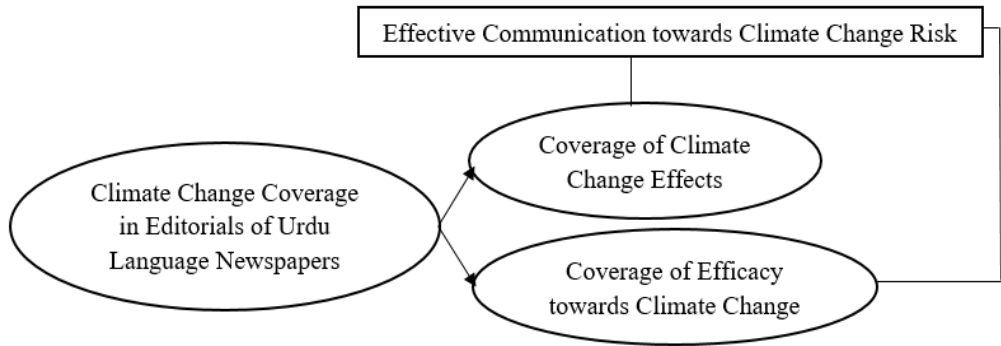 Effective Communication towards Climate Change Risk
Coverage of Climate
Change Effects
Climate Change Coverage
in Editorials of Urdu
Language Newspapers
Coverage of Efficacy
towards Climate Change